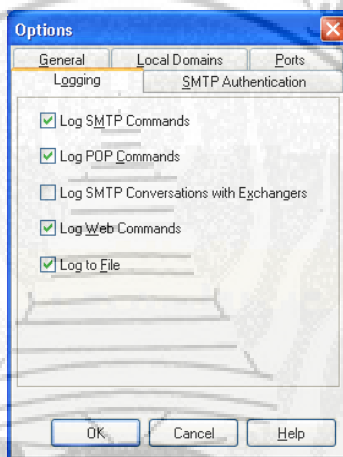 Options
General Local Domains Ports
Logging SMTP Authentication
Log SMTP Commands
Log POP Commands
Log SMTP Conversations with Exchangers
Log Web Commands
Log to File
OK Cancel Help